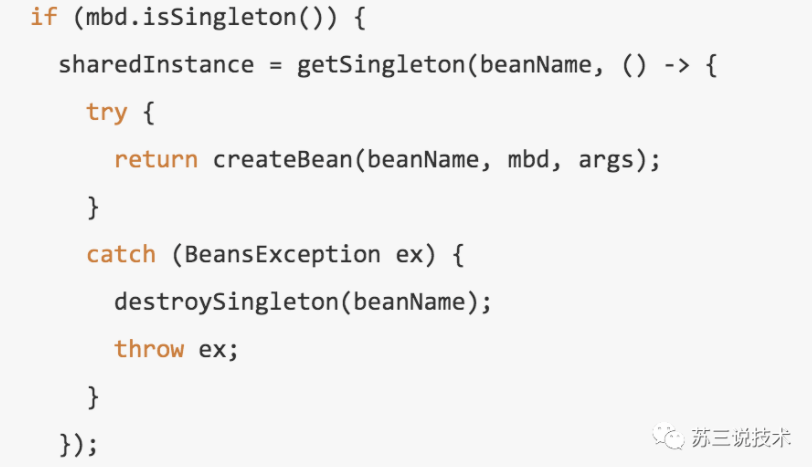 if (mbd.isSingleton()) {
  sharedInstance = getSingleton(beanName, () -> {
    try {
      return createBean(beanName, mbd, args);
    }
    catch (BeansException ex) {
      destroySingleton(beanName);
      throw ex;
    }
  });
苏三说技术